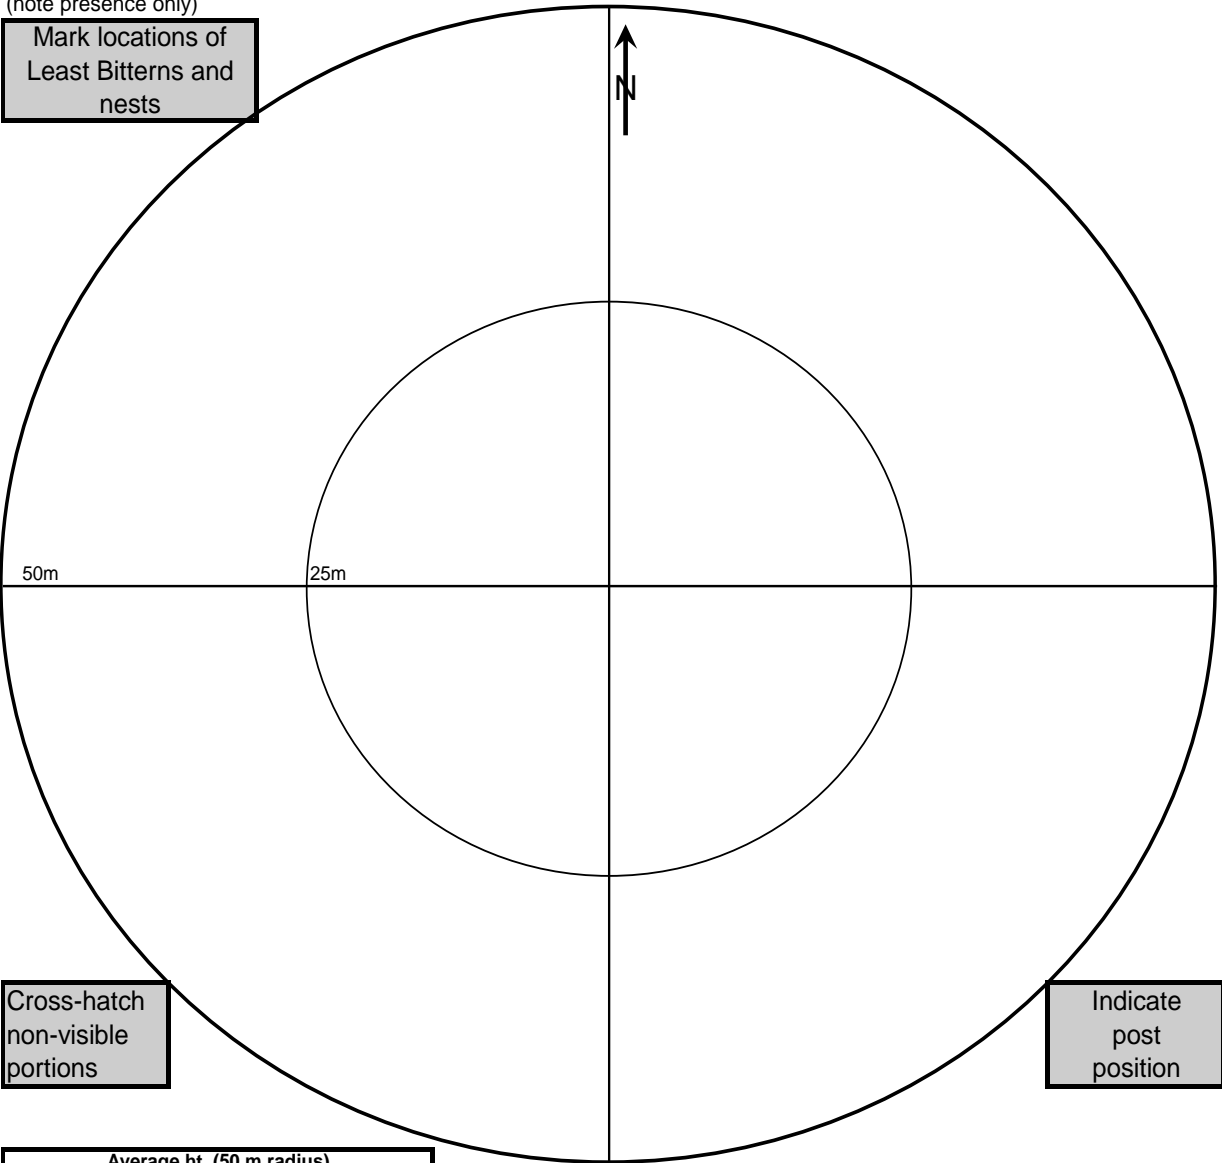 (note presence only)
Mark locations of
Least Bitterns and
nests
N
50m
25m
Cross-hatch
non-visible
portions
Indicate
post
position
Average ht. (50 m radius)